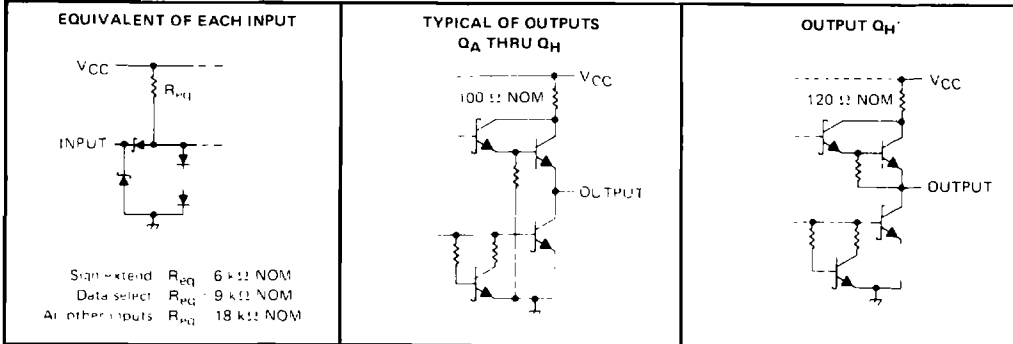 EQUIVALENT OF EACH INPUT
VCC
Req
INPUT
Sign extend Req 6 kΩ NOM
Data select Req 9 kΩ NOM
All other inputs Req 18 kΩ NOM
TYPICAL OF OUTPUTS
QA THRU QH
VCC
100 Ω NOM
OUTPUT
OUTPUT QH'
VCC
120 Ω NOM
OUTPUT